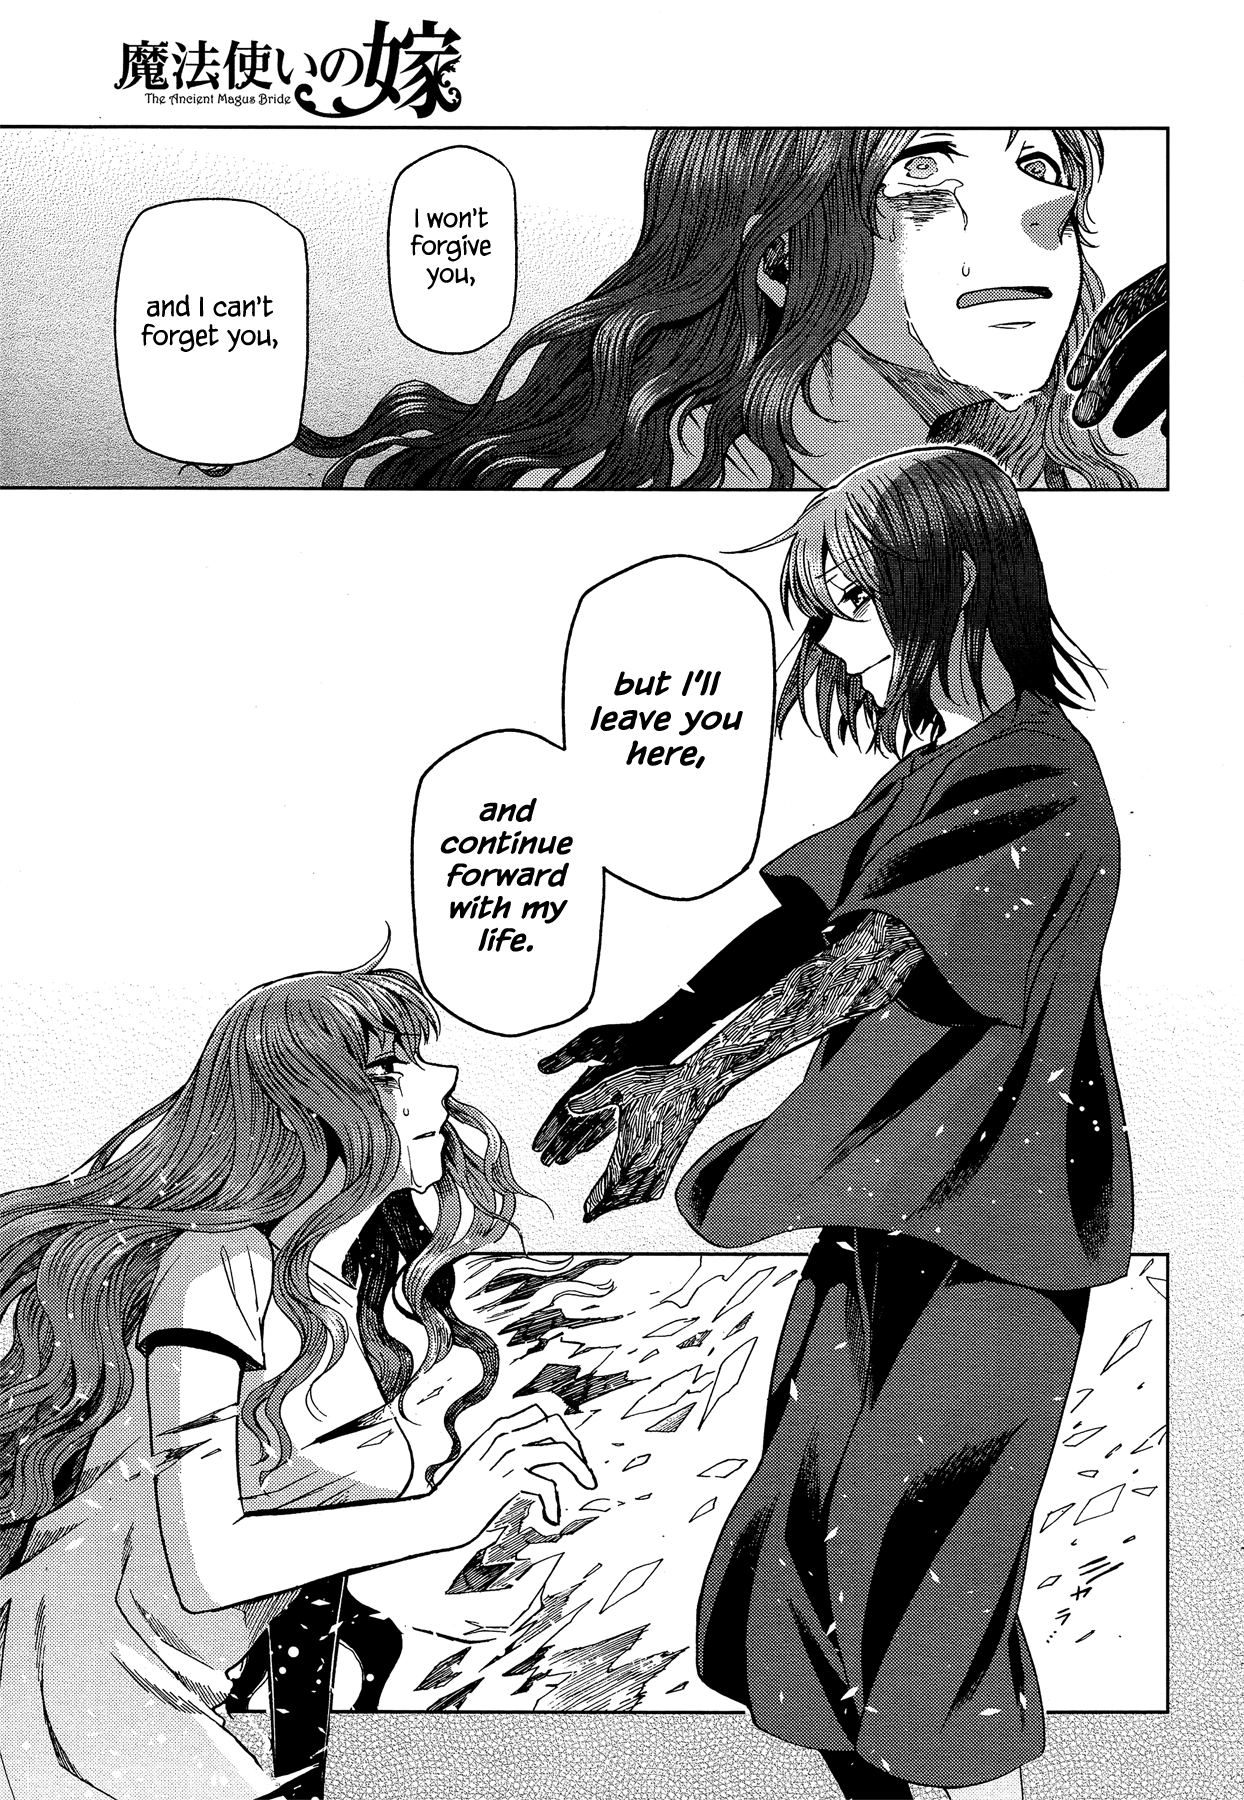 魔法使いの嫁
The Ancient Magus Bride
I won't
forgive
you,
and I can't
forget you,
but I'll
leave you
here,
and
continue
forward
with my
life.